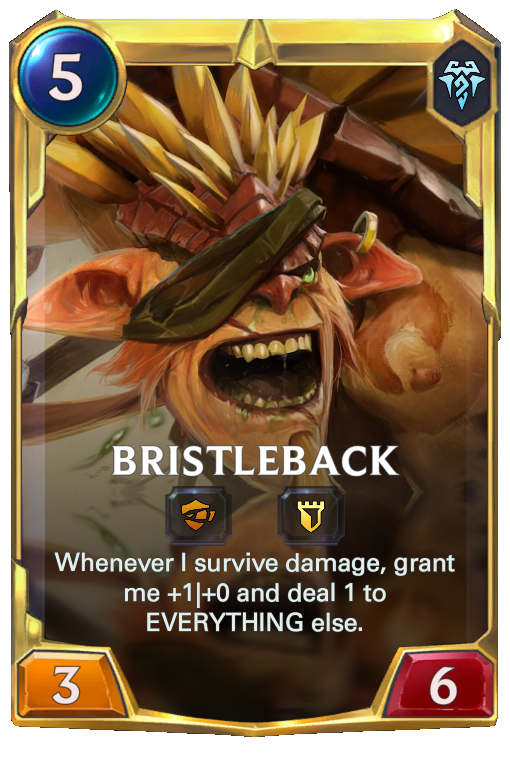 5
BRISTLEBACK
Whenever I survive damage, grant
me +1|+0 and deal 1 to
EVERYTHING else.
3
6